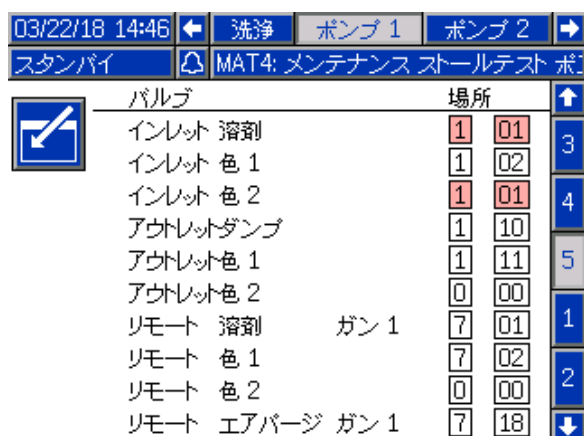 03/22/18 14:46 洗浄 ポンプ 1 ポンプ 2
スタンバイ MAT4: メンテナンス ストールテスト
バルブ 場所
インレット 溶剤 1 01
3
インレット 色 1 1 02
インレット 色 2 1 01
4
アウトレットダンプ 1 10
アウトレット色 1 1 11
5
アウトレット色 2 0 00
リモート 溶剤 ガン 1 7 01
1
リモート 色 1 7 02
リモート 色 2 0 00
2
リモート エアパージ ガン 1 7 18